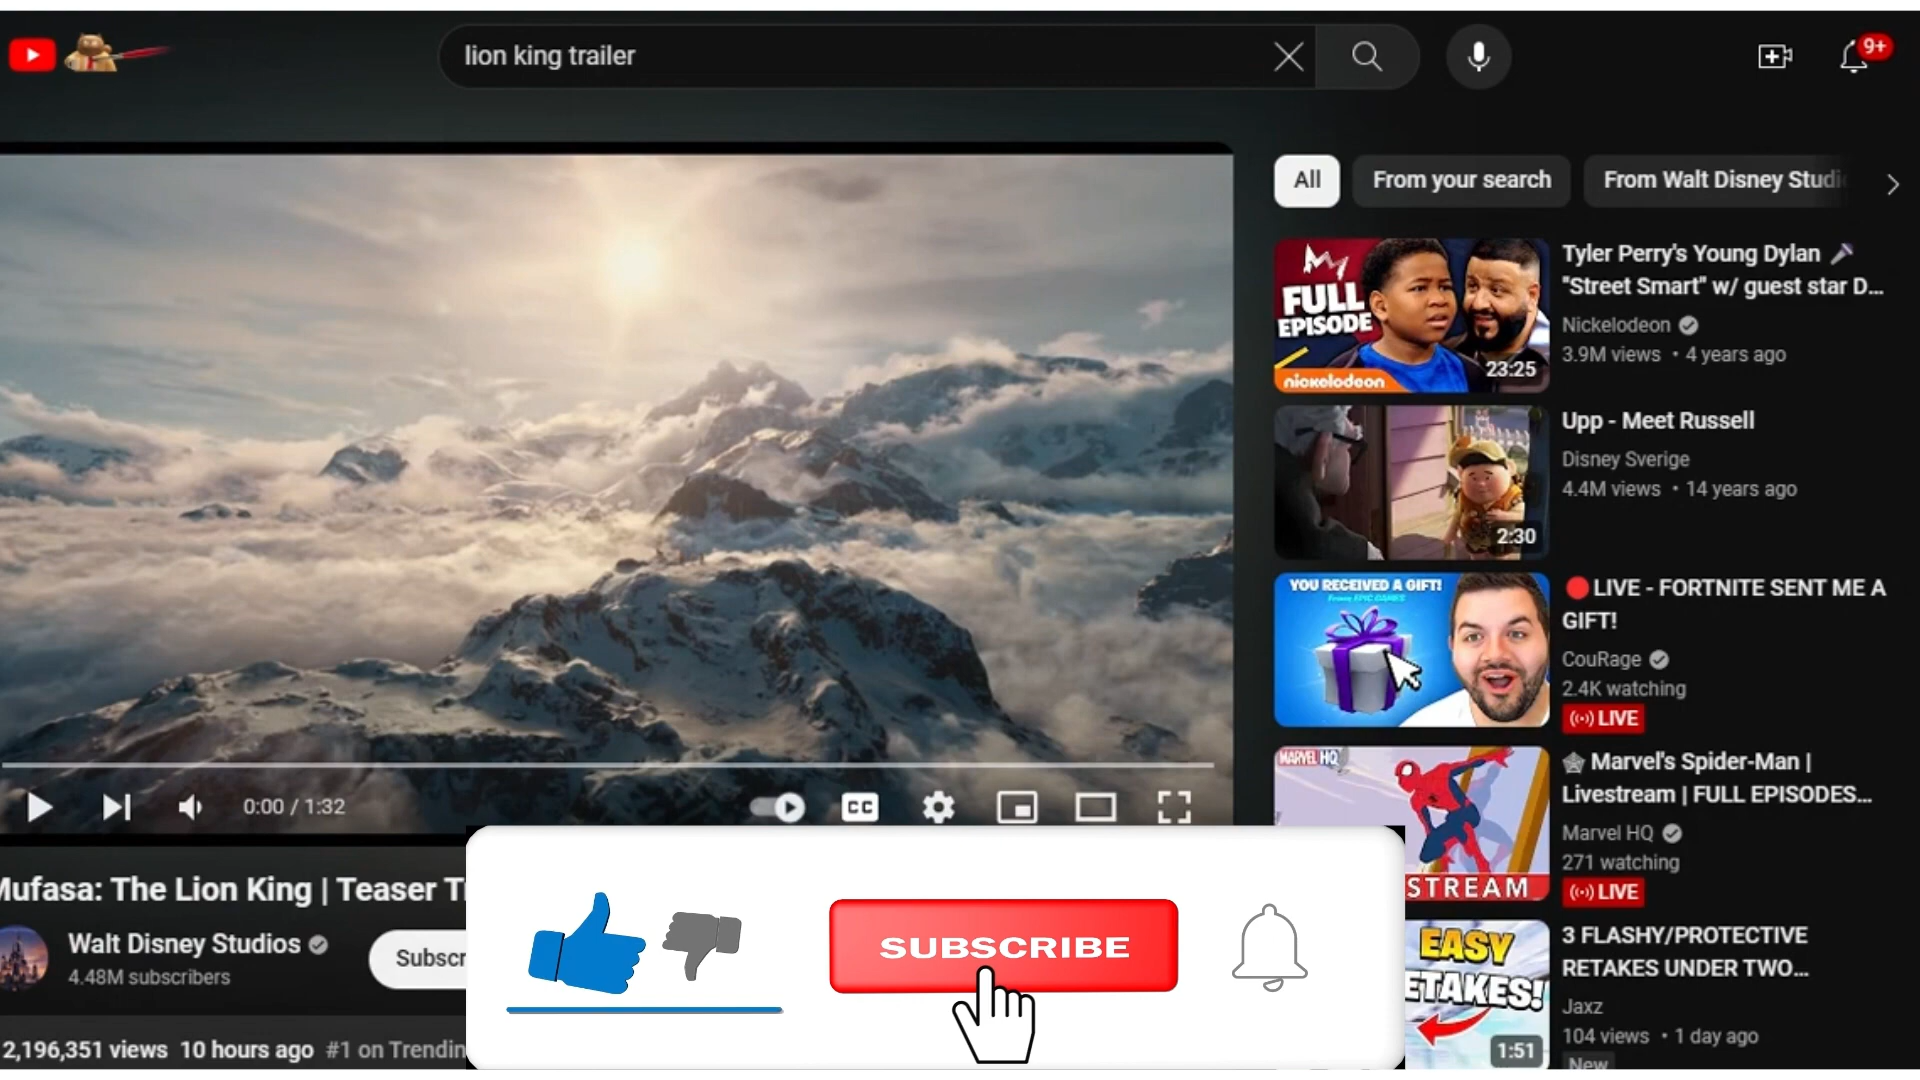 lion king trailer
9+
All
From your search
From Walt Disney Studi
FULL
EPISODE
nickelodeon
23:25
Tyler Perry's Young Dylan
"Street Smart" w/ guest star D...
Nickelodeon
3.9M views • 4 years ago
2:30
Upp - Meet Russell
Disney Sverige
4.4M views • 14 years ago
YOU RECEIVED A GIFT!
From: EPIC GAMES
LIVE - FORTNITE SENT ME A
GIFT!
CouRage
2.4K watching
LIVE
MARVEL HQ
STREAM
Marvel's Spider-Man |
Livestream | FULL EPISODES...
Marvel HQ
271 watching
LIVE
EASY
ETAKES!
1:51
3 FLASHY/PROTECTIVE
RETAKES UNDER TWO...
Jaxz
104 views • 1 day ago
New
0:00 / 1:32
CC
Mufasa: The Lion King | Teaser T
Walt Disney Studios
4.48M subscribers
Subscr
2,196,351 views 10 hours ago #1 on Trendin
SUBSCRIBE